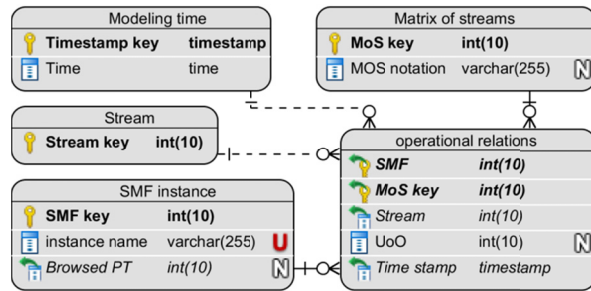 Modeling time
Timestamp key timestamp
Time time
Matrix of streams
MoS key int(10)
MOS notation varchar(255) N
Stream
Stream key int(10)
operational relations
SMF int(10)
MoS key int(10)
Stream int(10)
UoO int(10) N
Time stamp timestamp
SMF instance
SMF key int(10)
instance name varchar(255) U
Browsed PT int(10) N